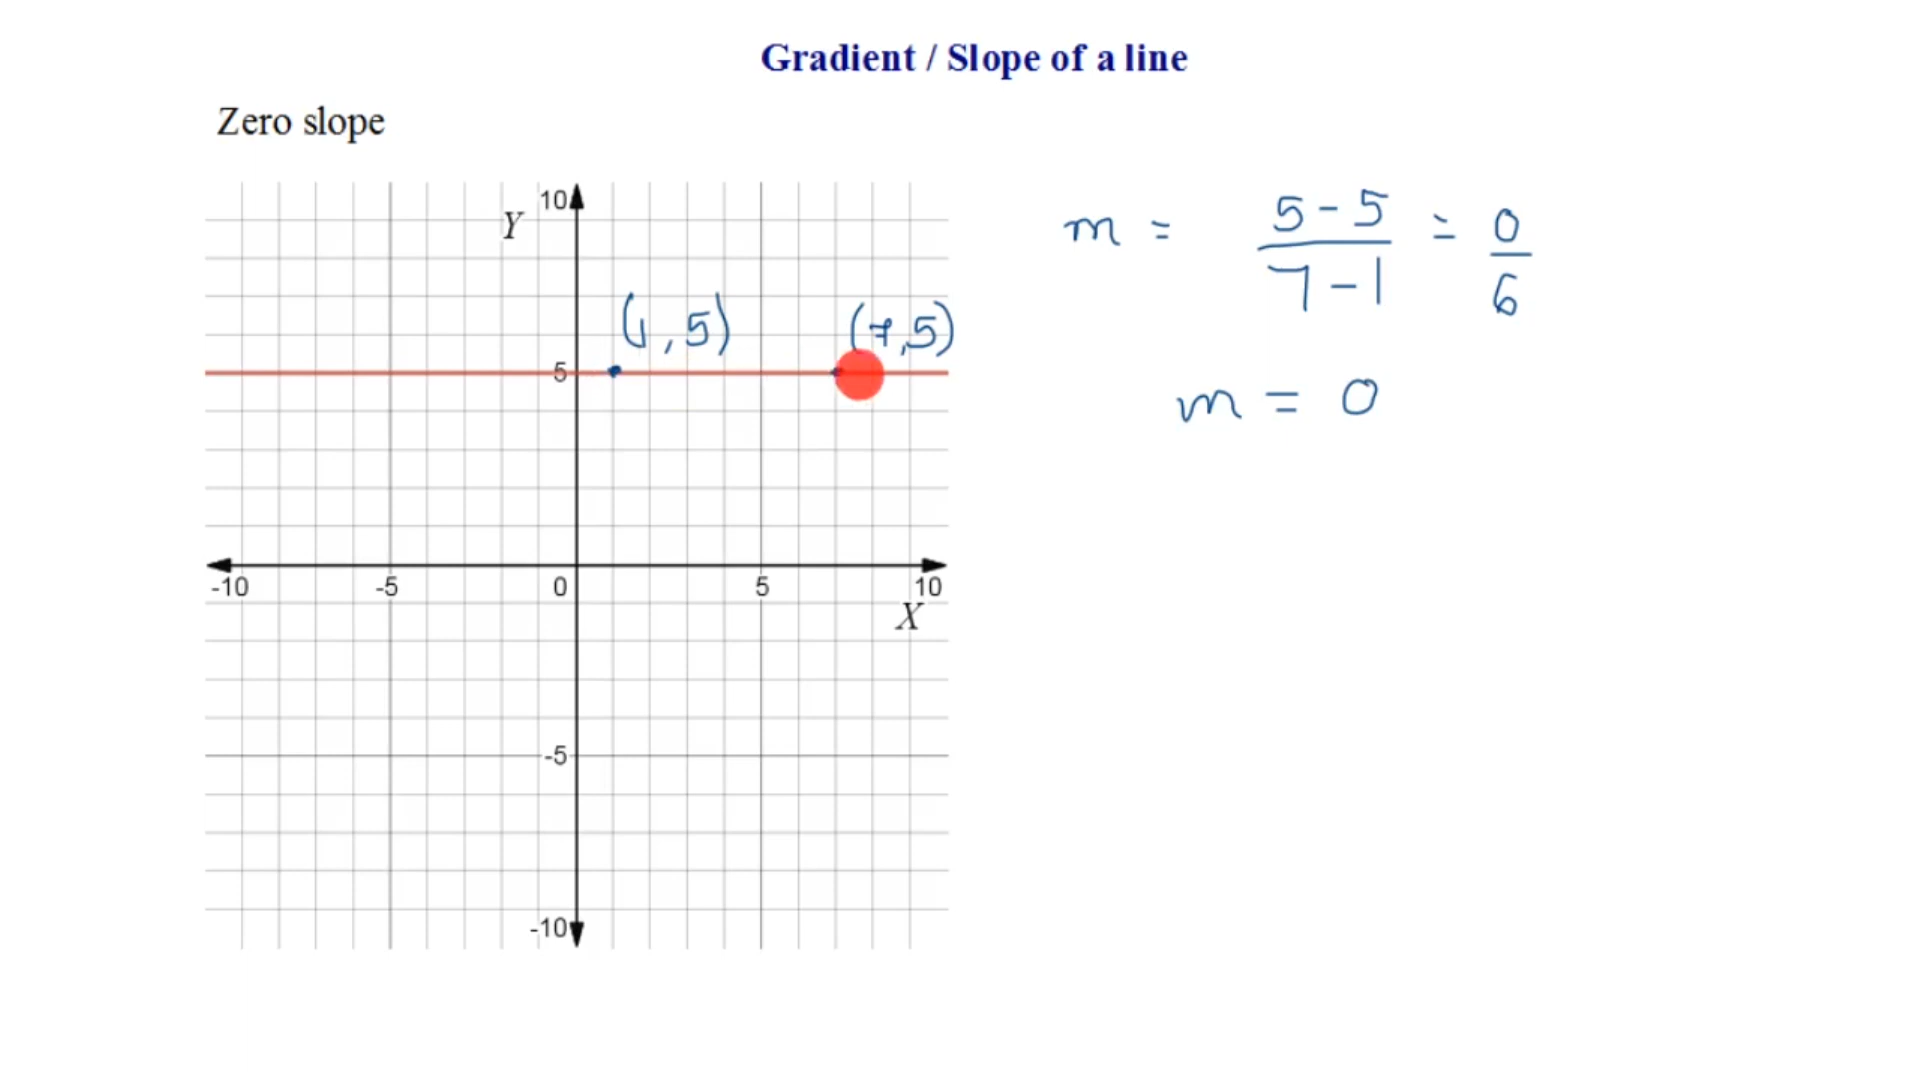 Gradient / Slope of a line
Zero slope
10
Y
m = 5 - 5 / 7 - 1 = 0 / 6
(1, 5) (7, 5)
5
m = 0
-10 -5 0 5 10
X
-5
-10